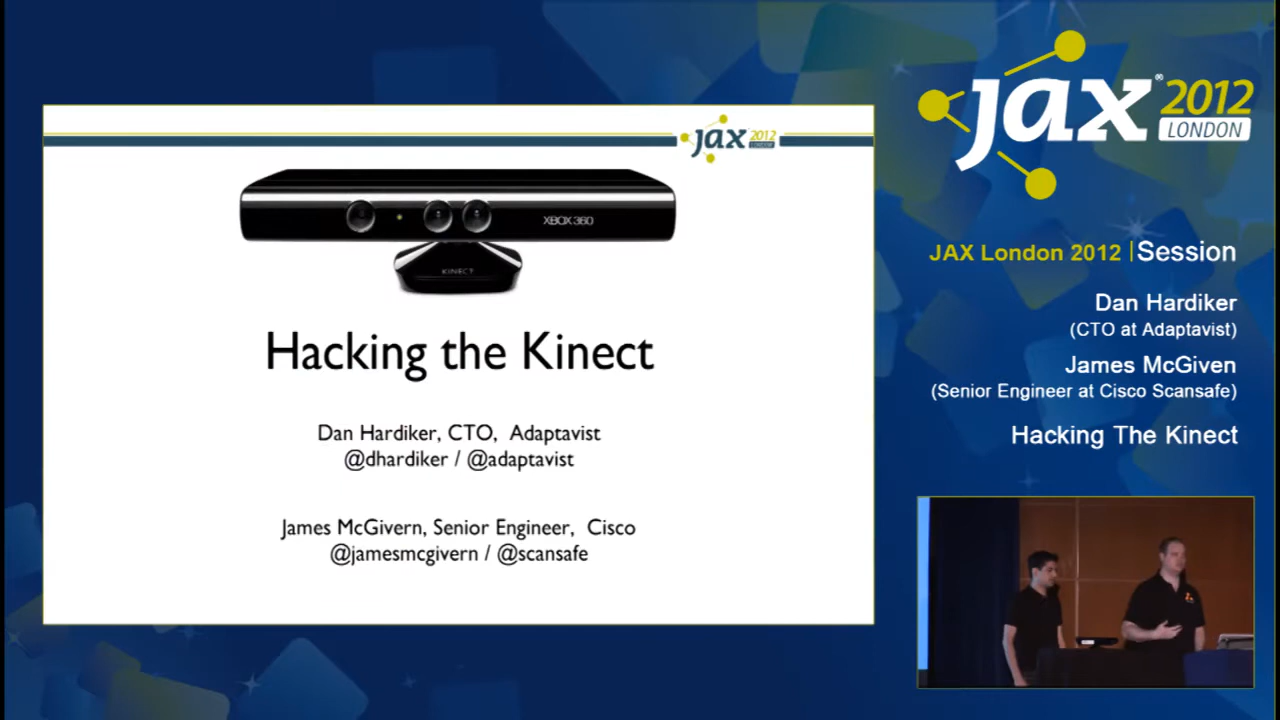 jax 2012
LONDON
XBOX 360
KINECT
Hacking the Kinect
Dan Hardiker, CTO, Adaptavist
@dhardiker / @adaptavist
James McGivern, Senior Engineer, Cisco
@jamesmcgivern / @scansafe
jax® 2012
LONDON
JAX London 2012 | Session
Dan Hardiker
(CTO at Adaptavist)
James McGiven
(Senior Engineer at Cisco Scansafe)
Hacking The Kinect